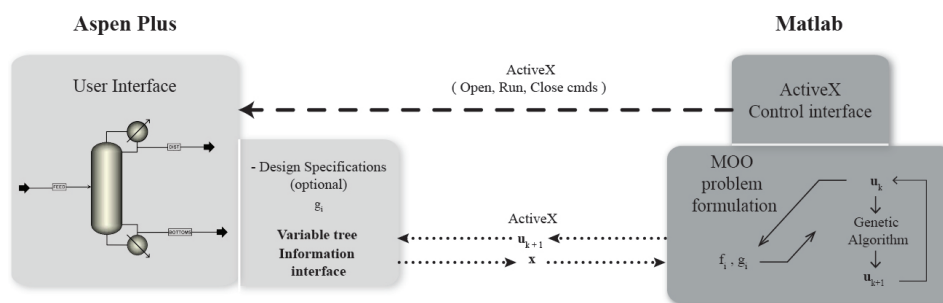 Aspen Plus
Matlab
User Interface
DIST
FEED
BOTTOMS
ActiveX
( Open, Run, Close cmds )
ActiveX
Control interface
- Design Specifications
(optional)
gi
Variable tree
Information
interface
ActiveX
uk+1
x
MOO
problem
formulation
uk
Genetic
Algorithm
uk+1
fi , gi